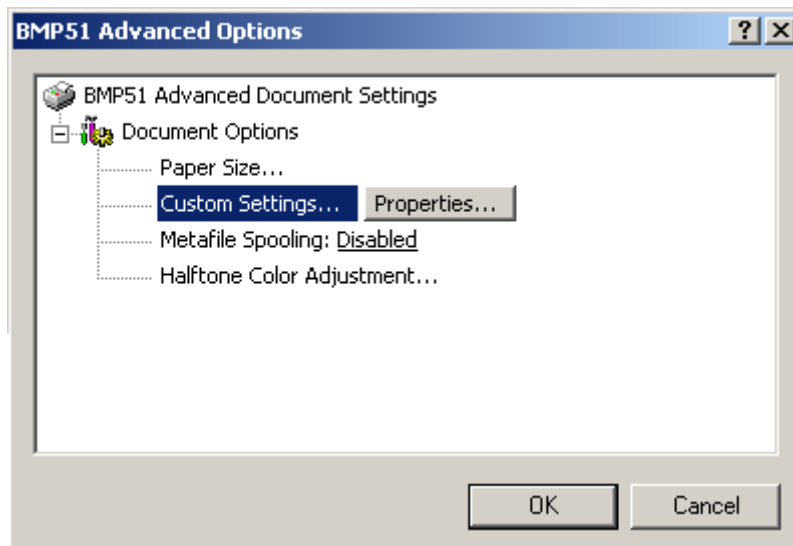 BMP51 Advanced Options
BMP51 Advanced Document Settings
Document Options
Paper Size...
Custom Settings... Properties...
Metafile Spooling: Disabled
Halftone Color Adjustment...
OK Cancel